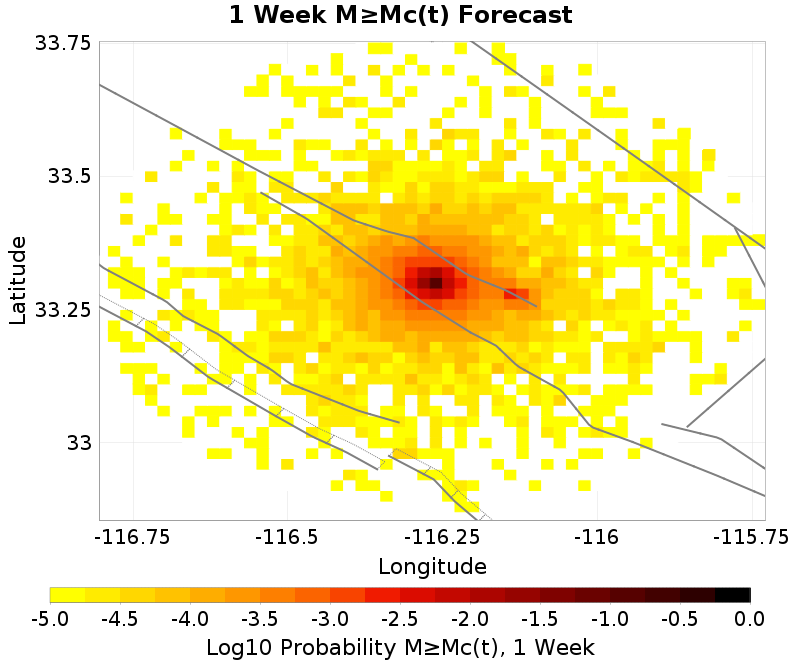 1 Week M≥Mc(t) Forecast
33.75
33.5
33.25
33
Latitude
-116.75 -116.5 -116.25 -116 -115.75
Longitude
-5.0 -4.5 -4.0 -3.5 -3.0 -2.5 -2.0 -1.5 -1.0 -0.5 0.0
Log10 Probability M≥Mc(t), 1 Week